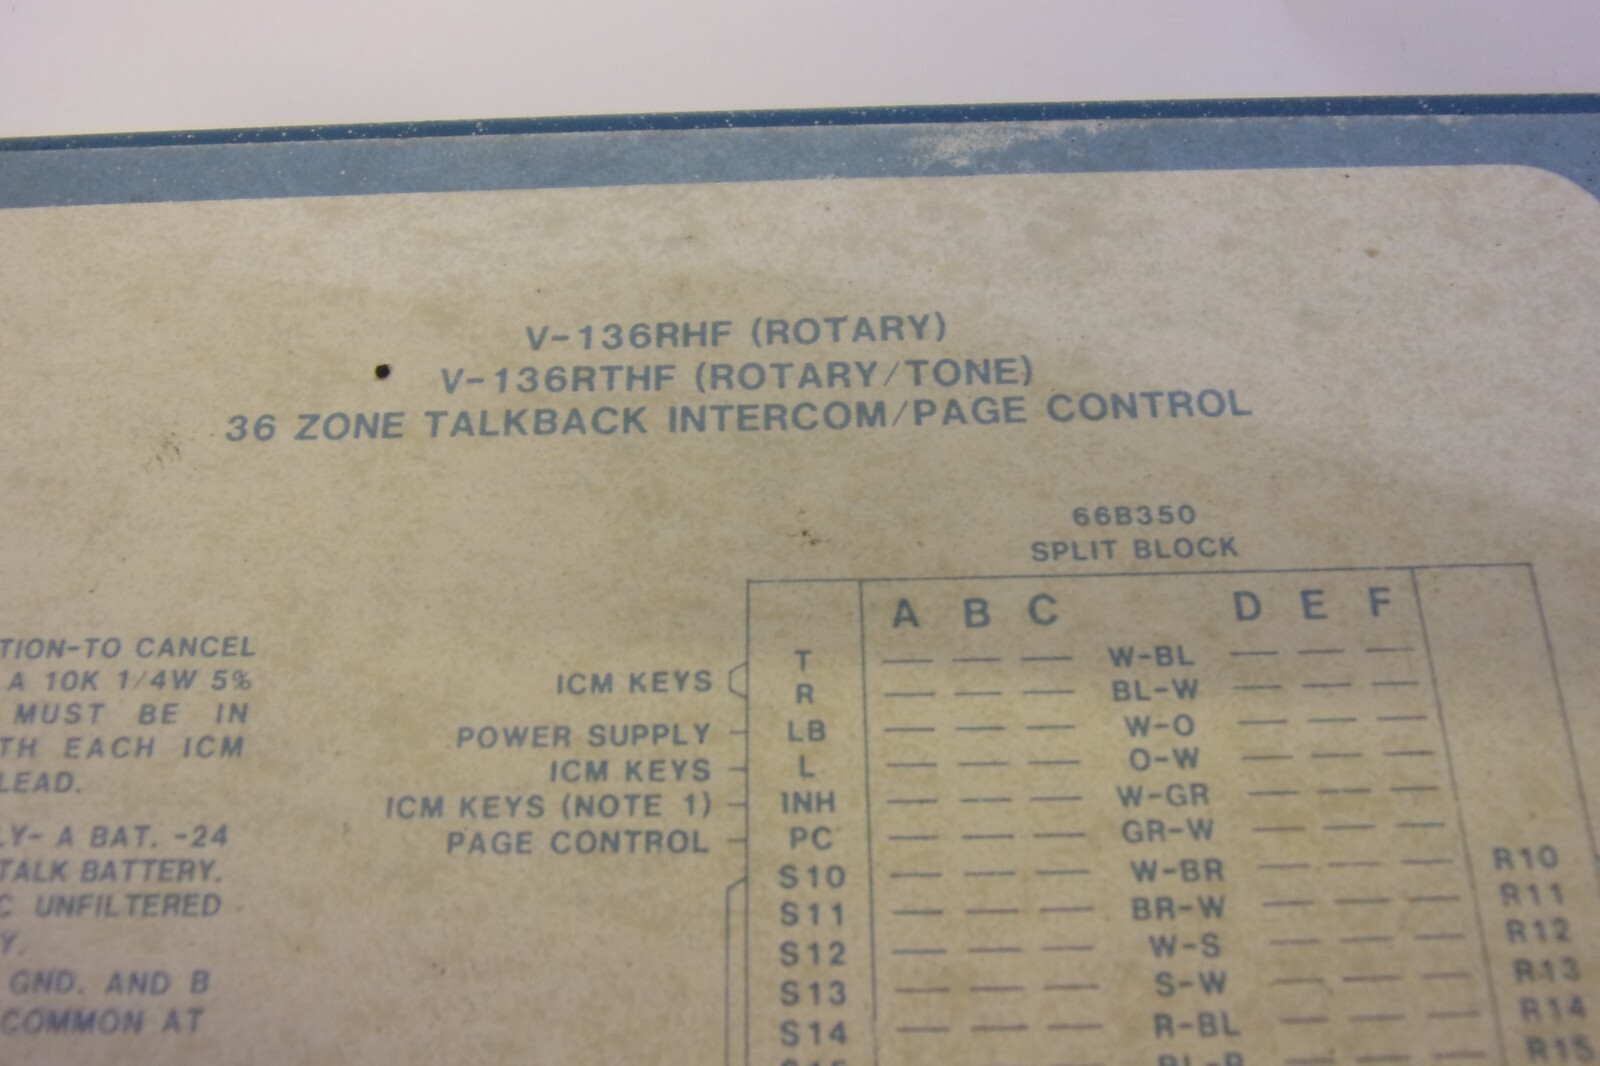 V-136RHF (ROTARY)
V-136RTHF (ROTARY/TONE)
36 ZONE TALKBACK INTERCOM/PAGE CONTROL
66B350
SPLIT BLOCK
A B C D E F
TION-TO CANCEL
A 10K 1/4W 5%
MUST BE IN
TH EACH ICM
LEAD.
LY- A BAT. -24
TALK BATTERY.
C UNFILTERED
Y.
GND. AND B
COMMON AT
ICM KEYS
POWER SUPPLY
ICM KEYS
ICM KEYS (NOTE 1)
PAGE CONTROL
T — — — W-BL — — —
R — — — BL-W — — —
LB — — — W-O — — —
L — — — O-W — — —
INH — — — W-GR — — —
PC — — — GR-W — — —
S10 — — — W-BR — — — R10
S11 — — — BR-W — — — R11
S12 — — — W-S — — — R12
S13 — — — S-W — — — R13
S14 — — — R-BL — — — R14
— — — R15